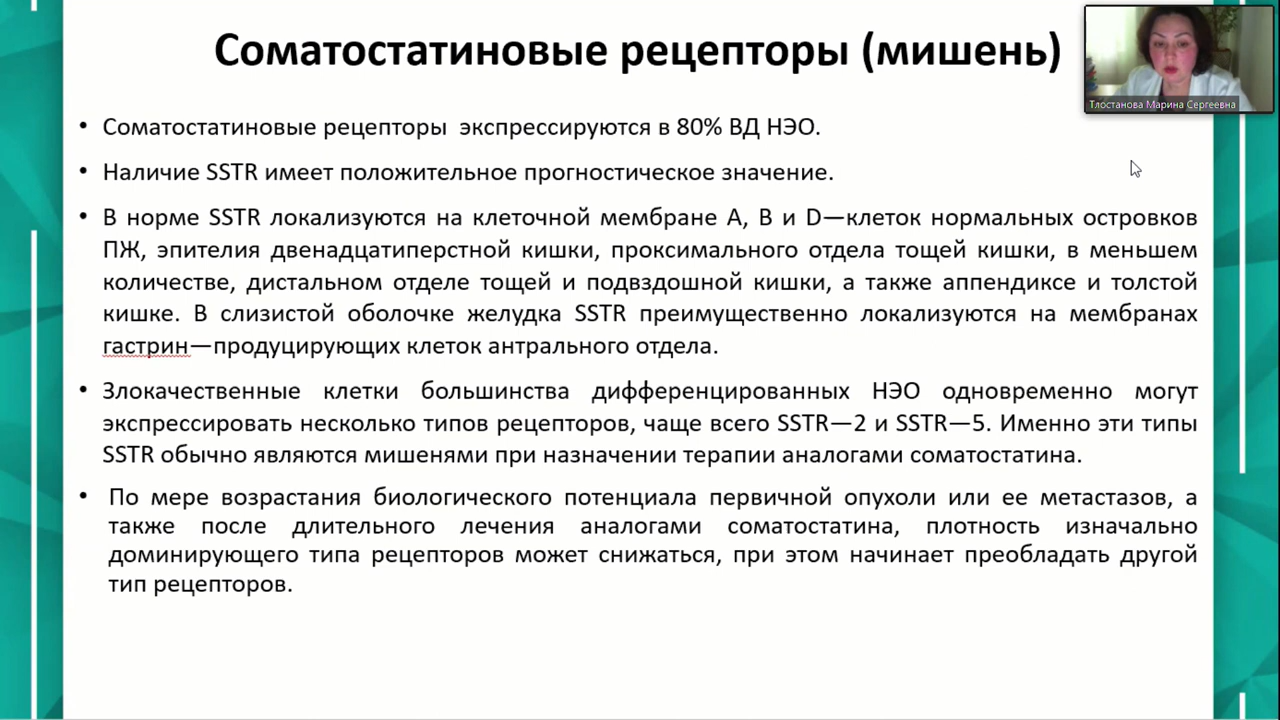 Соматостатиновые рецепторы (мишень)
Тлостанова Марина Сергеевна
• Соматостатиновые рецепторы экспрессируются в 80% ВД НЭО.
• Наличие SSTR имеет положительное прогностическое значение.
• В норме SSTR локализуются на клеточной мембране А, В и D—клеток нормальных островков
ПЖ, эпителия двенадцатиперстной кишки, проксимального отдела тощей кишки, в меньшем
количестве, дистальном отделе тощей и подвздошной кишки, а также аппендиксе и толстой
кишке. В слизистой оболочке желудка SSTR преимущественно локализуются на мембранах
гастрин—продуцирующих клеток антрального отдела.
• Злокачественные клетки большинства дифференцированных НЭО одновременно могут
экспрессировать несколько типов рецепторов, чаще всего SSTR—2 и SSTR—5. Именно эти типы
SSTR обычно являются мишенями при назначении терапии аналогами соматостатина.
• По мере возрастания биологического потенциала первичной опухоли или ее метастазов, а
также после длительного лечения аналогами соматостатина, плотность изначально
доминирующего типа рецепторов может снижаться, при этом начинает преобладать другой
тип рецепторов.